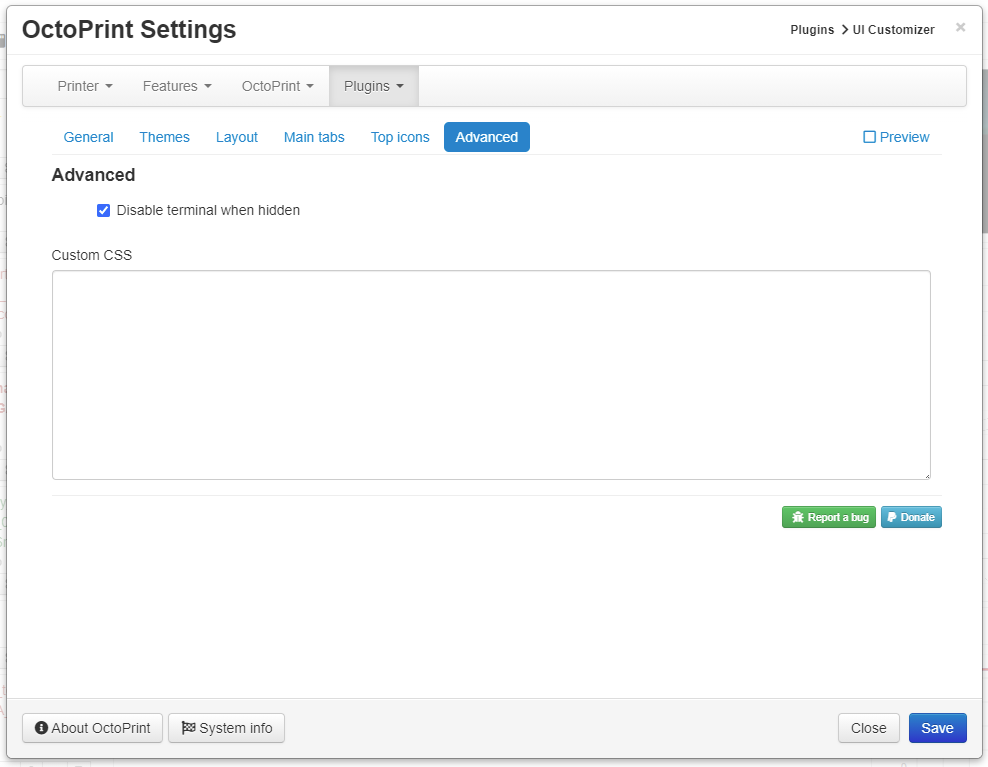 OctoPrint Settings
Plugins > UI Customizer ×
Printer Features OctoPrint Plugins
General Themes Layout Main tabs Top icons Advanced Preview
Advanced
Disable terminal when hidden
Custom CSS
Report a bug Donate
About OctoPrint System info Close Save